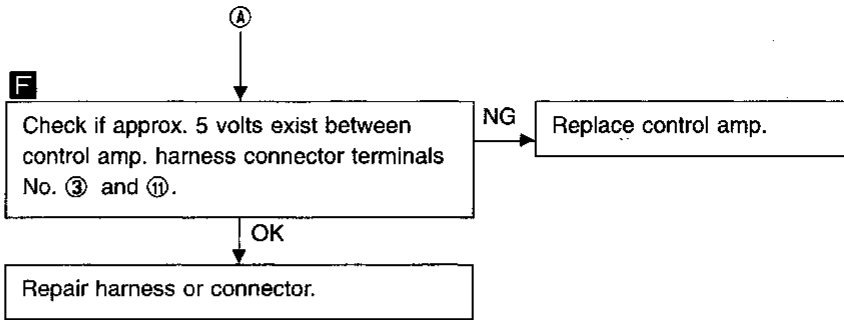 Ⓐ
F
Check if approx. 5 volts exist between
control amp. harness connector terminals
No. ③ and ⑪.
NG
Replace control amp.
OK
Repair harness or connector.